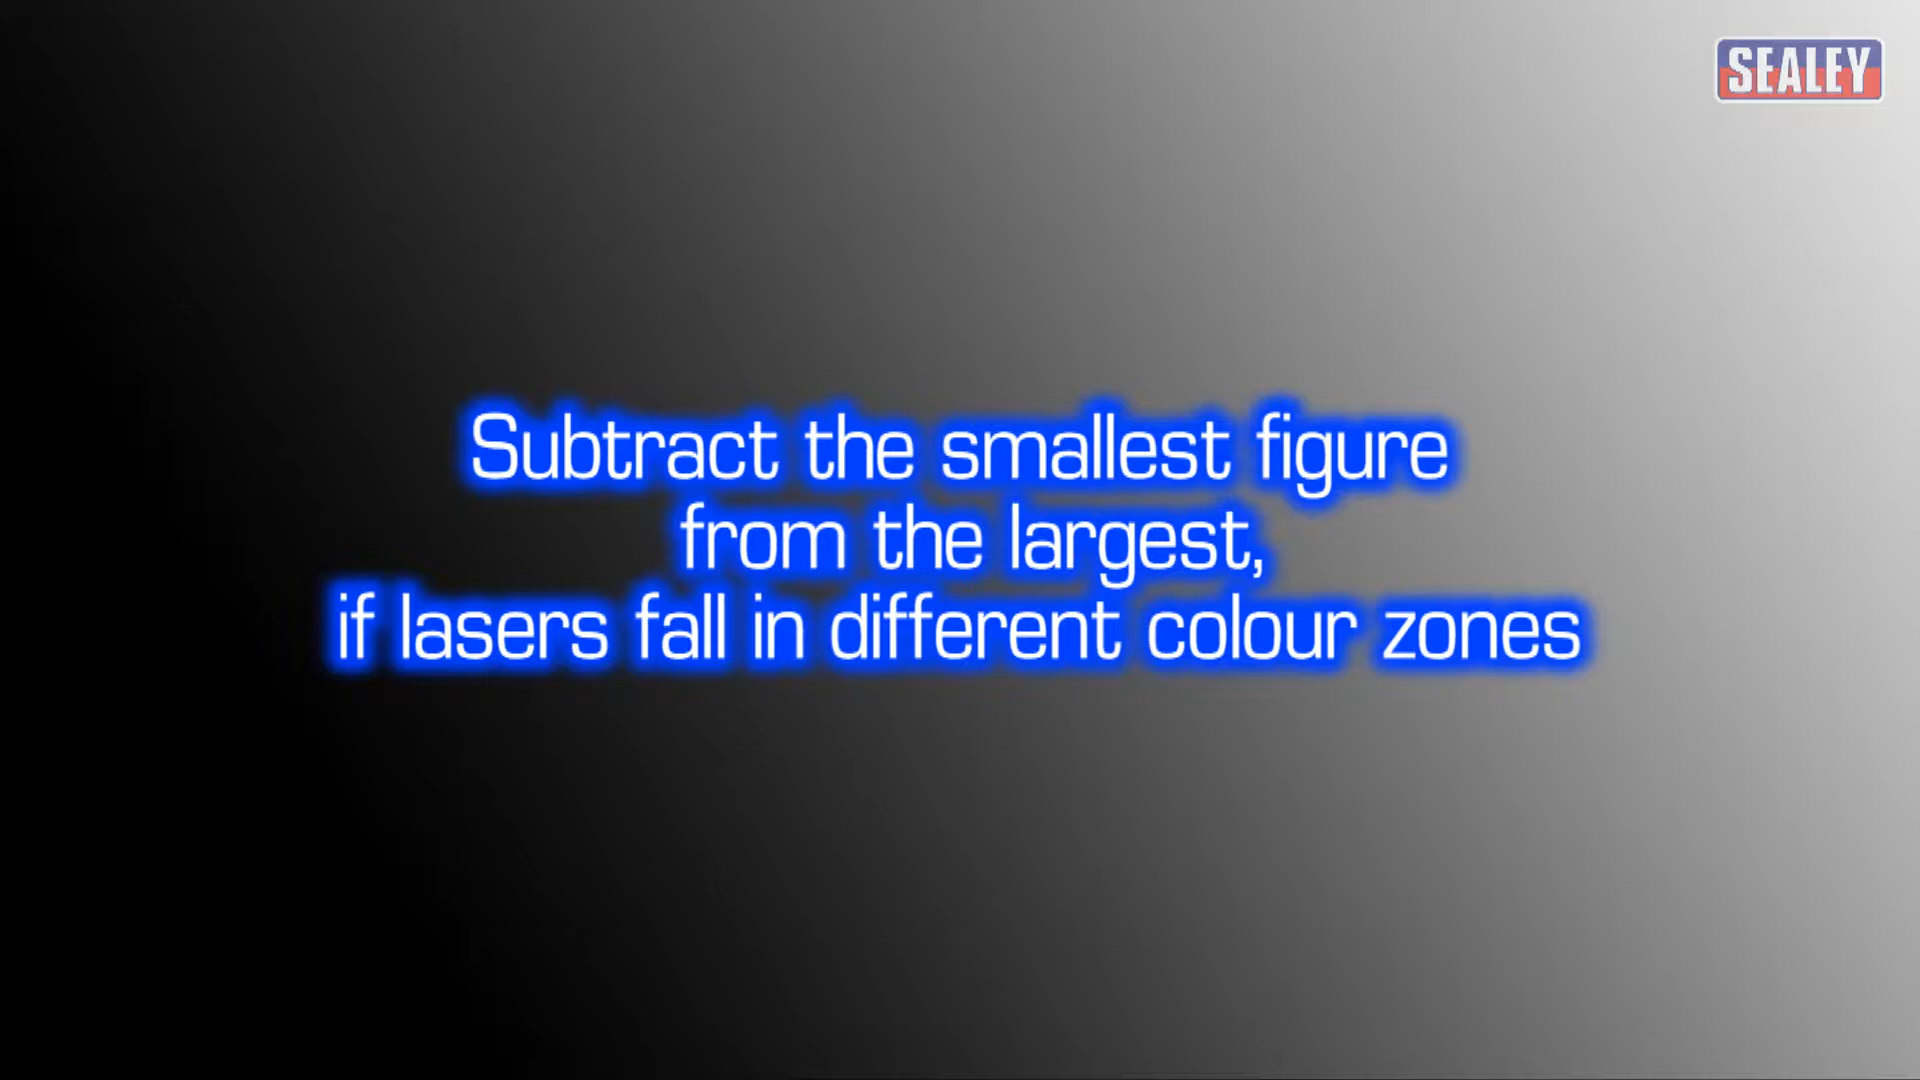 SEALEY
Subtract the smallest figure
from the largest,
if lasers fall in different colour zones